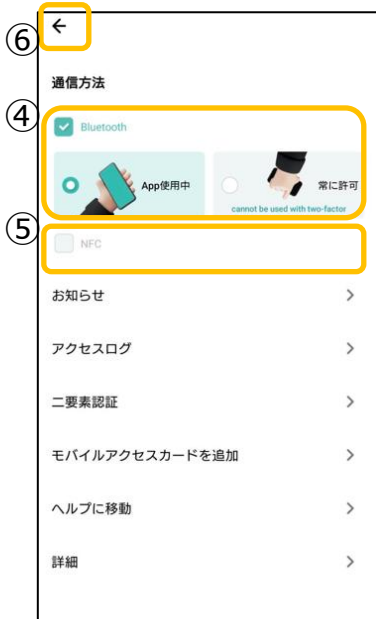 ⑥
通信方法
④
Bluetooth
App使用中
常に許可
cannot be used with two-factor
⑤
NFC
お知らせ
アクセスログ
二要素認証
モバイルアクセスカードを追加
ヘルプに移動
詳細